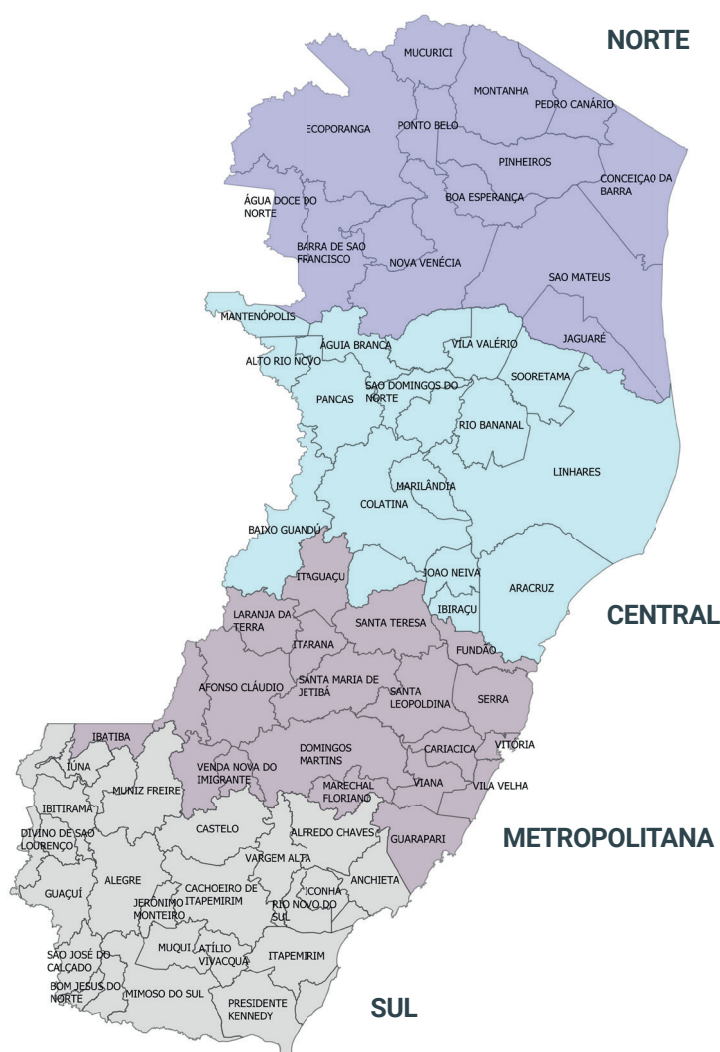 NORTE
MUCURICI
MONTANHA
PEDRO CANÁRIO
PONTO BELO
ECOPORANGA
PINHEIROS
CONCEIÇAO DA
BARRA
BOA ESPERANÇA
ÁGUA DOCE DO
NORTE
BARRA DE SAO
FRANCISCO
NOVA VENÉCIA
SAO MATEUS
MANTENÓPOLIS
JAGUARÉ
ÁGUIA BRANCA
VILA VALÉRIO
ALTO RIO NOVO
SOORETAMA
PANCAS
SAO DOMINGOS DO
NORTE
RIO BANANAL
LINHARES
MARILÂNDIA
COLATINA
BAIXO GUANDÚ
JOAO NEIVA
ITAGUAÇU
ARACRUZ
IBIRAÇU
CENTRAL
LARANJA DA
TERRA
SANTA TERESA
ITARANA
FUNDÃO
AFONSO CLÁUDIO
SANTA MARIA DE
JETIBÁ
SANTA
LEOPOLDINA
SERRA
IBATIBA
VITÓRIA
CARIACICA
DOMINGOS
MARTINS
IÚNA
VENDA NOVA DO
IMIGRANTE
VIANA
VILA VELHA
MUNIZ FREIRE
MARECHAL
FLORIANO
IBITIRAMA
DIVINO DE SAO
LOURENÇO
CASTELO
ALFREDO CHAVES
GUARAPARI
METROPOLITANA
VARGEM ALTA
ALEGRE
ANCHIETA
GUAÇUÍ
CACHOEIRO DE
ITAPEMIRIM
ICONHA
JERÔNIMO
MONTEIRO
RIO NOVO DO
SUL
SÃO JOSÉ DO
CALÇADO
MUQUI
ATÍLIO
VIVACQUA
ITAPEMIRIM
BOM JESUS DO
NORTE
MIMOSO DO SUL
PRESIDENTE
KENNEDY
SUL